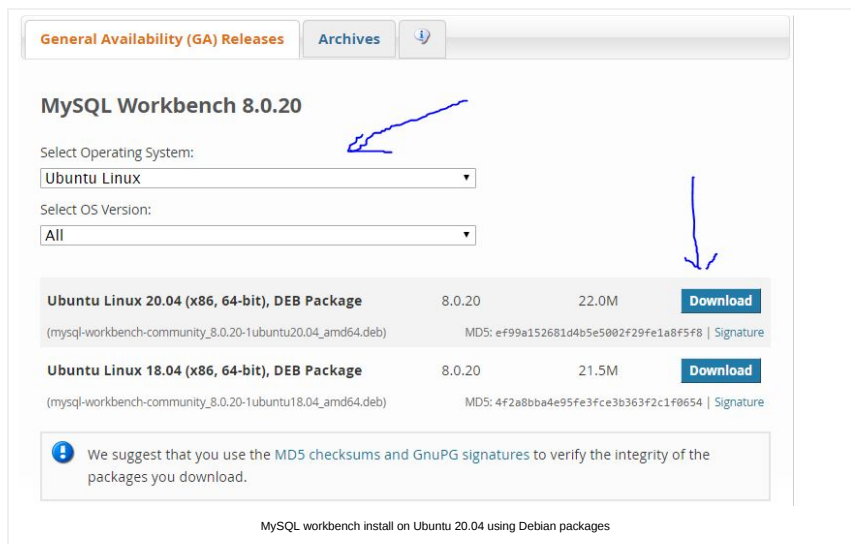 General Availability (GA) Releases Archives
MySQL Workbench 8.0.20
Select Operating System:
Ubuntu Linux
Select OS Version:
All
Ubuntu Linux 20.04 (x86, 64-bit), DEB Package 8.0.20 22.0M Download
(mysql-workbench-community_8.0.20-1ubuntu20.04_amd64.deb) MD5: ef99a152681d4b5e5002f29fe1a8f5f8 | Signature
Ubuntu Linux 18.04 (x86, 64-bit), DEB Package 8.0.20 21.5M Download
(mysql-workbench-community_8.0.20-1ubuntu18.04_amd64.deb) MD5: 4f2a8bba4e95fe3fce3b363f2c1f0654 | Signature
We suggest that you use the MD5 checksums and GnuPG signatures to verify the integrity of the
packages you download.
MySQL workbench install on Ubuntu 20.04 using Debian packages